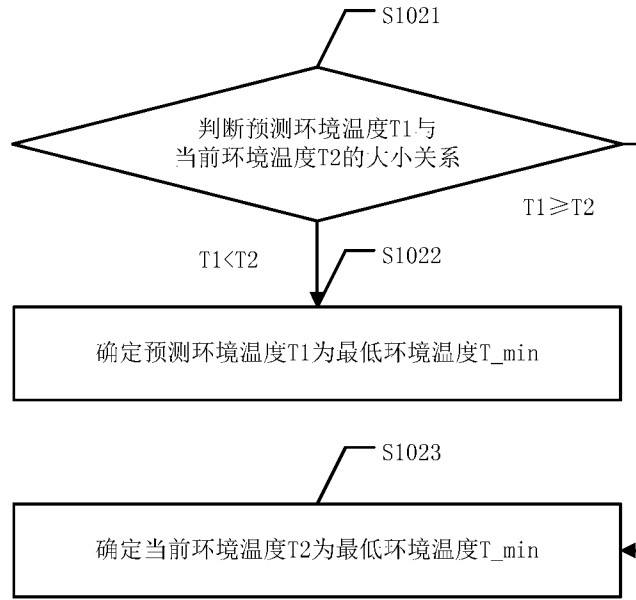 S1021
判断预测环境温度T1与
当前环境温度T2的大小关系
T1≥T2
T1<T2
S1022
确定预测环境温度T1为最低环境温度T_min
S1023
确定当前环境温度T2为最低环境温度T_min